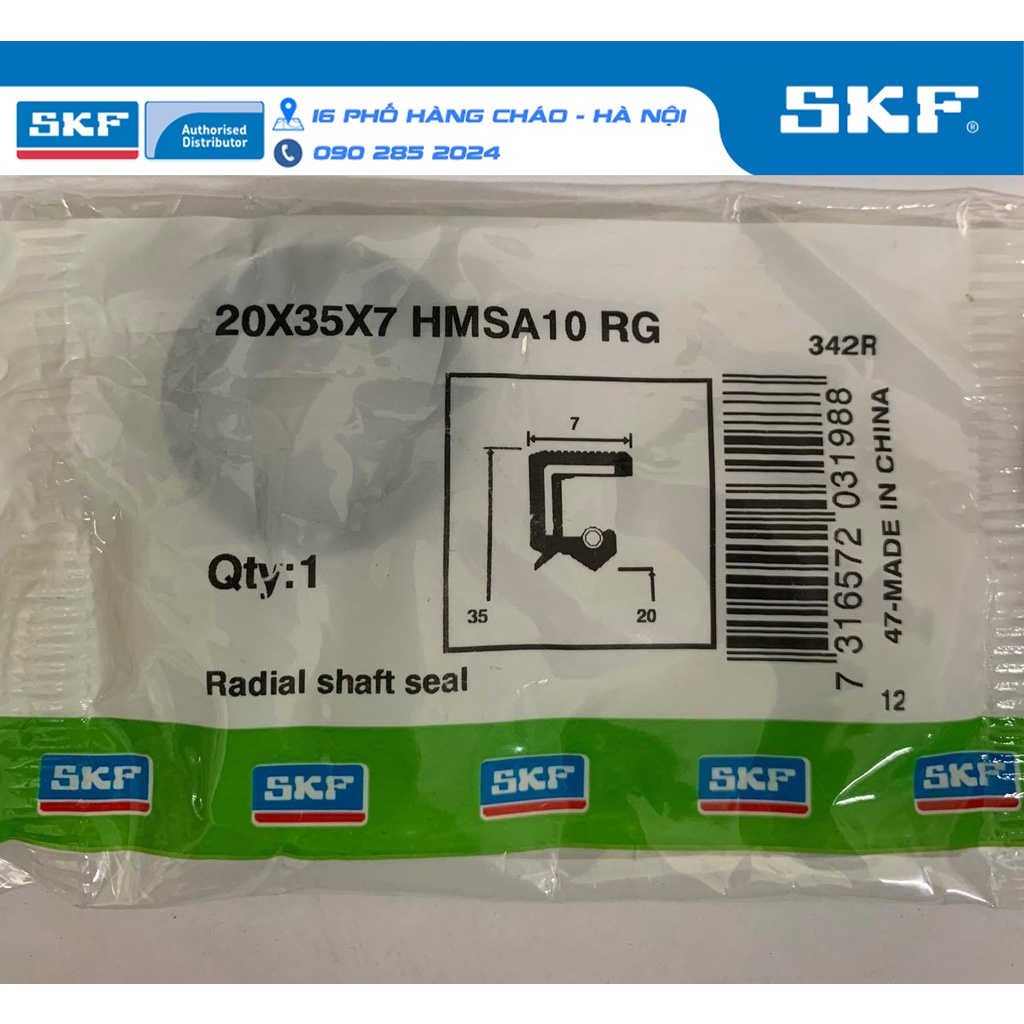 SKF
Authorised
Distributor
16 PHỐ HÀNG CHÁO - HÀ NỘI
090 285 2024
SKF®
20X35X7 HMSA10 RG
342R
7
35
20
7 316572 031988
47-MADE IN CHINA
12
Qty:1
Radial shaft seal
SKF
SKF
SKF
SKF
SKF